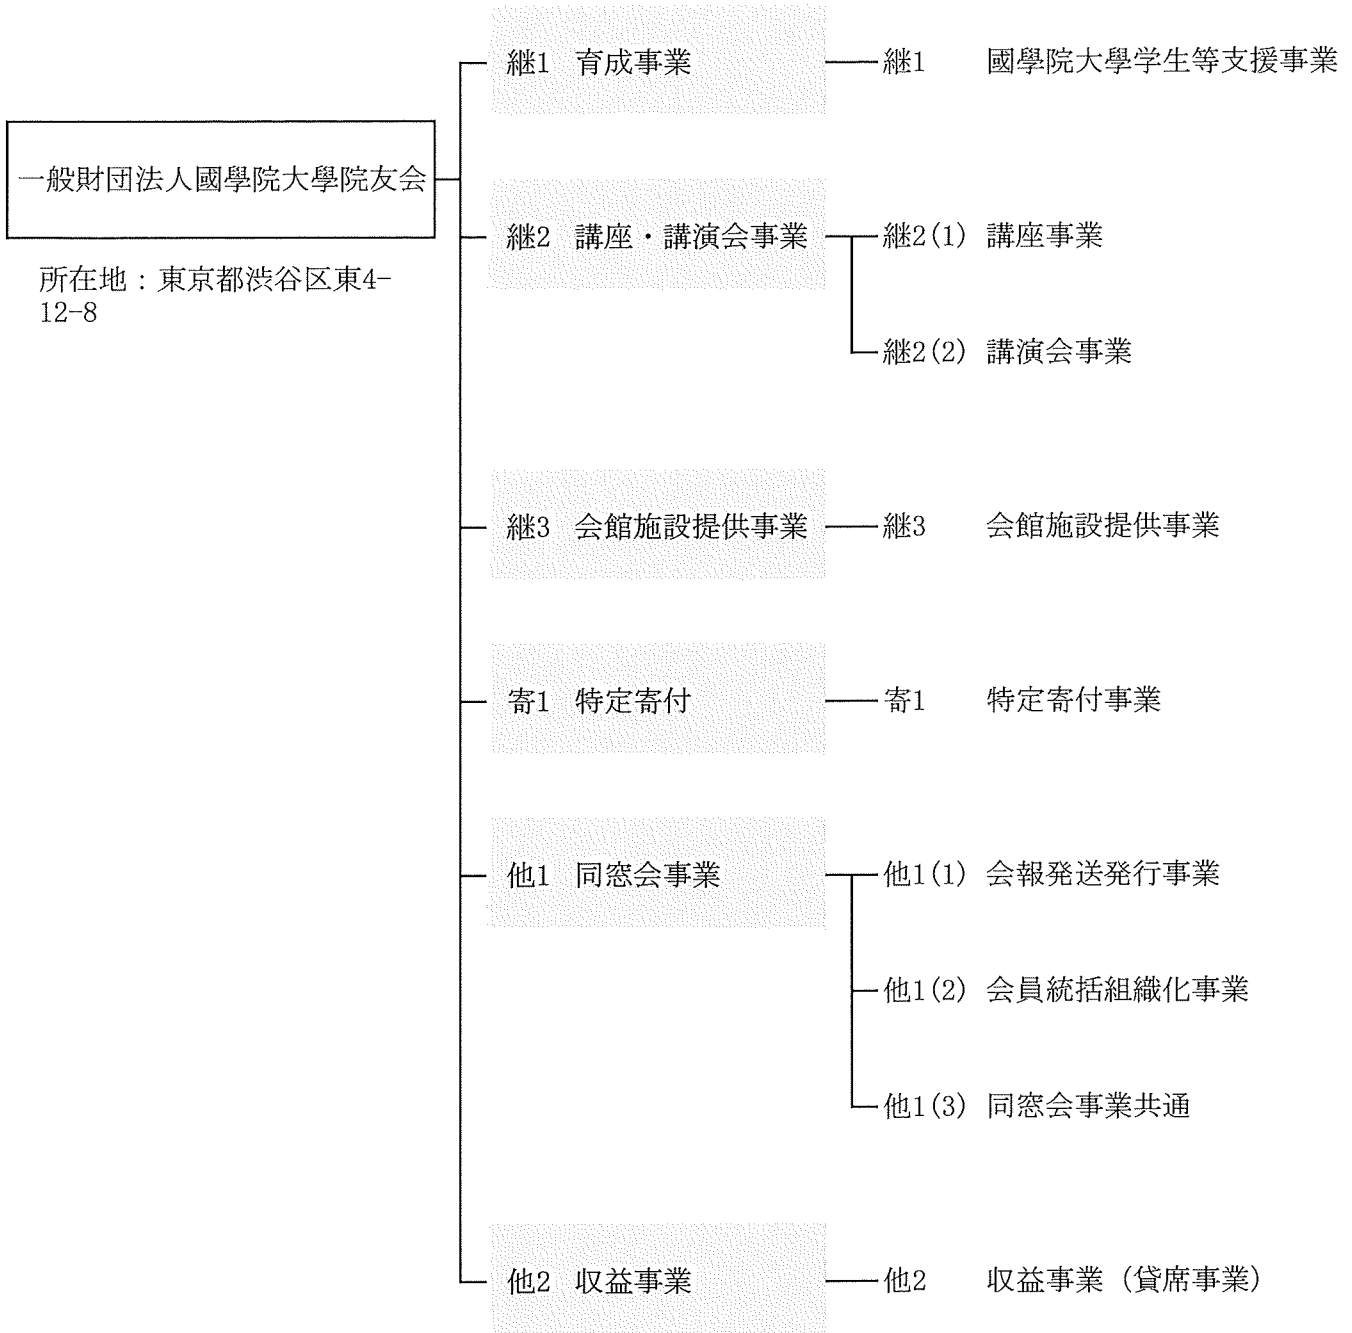 継1 育成事業 継1 國學院大學学生等支援事業
一般財団法人國學院大學院友会
継2 講座・講演会事業 継2(1) 講座事業
所在地：東京都渋谷区東4-
12-8
継2(2) 講演会事業
継3 会館施設提供事業 継3 会館施設提供事業
寄1 特定寄付 寄1 特定寄付事業
他1 同窓会事業 他1(1) 会報発送発行事業
他1(2) 会員統括組織化事業
他1(3) 同窓会事業共通
他2 収益事業 他2 収益事業（貸席事業）